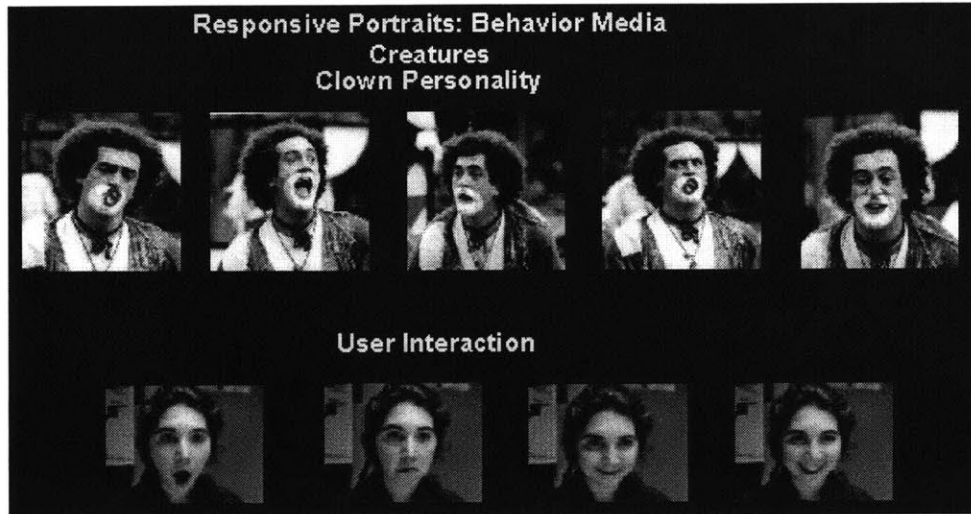 Responsive Portraits: Behavior Media
Creatures
Clown Personality
User Interaction